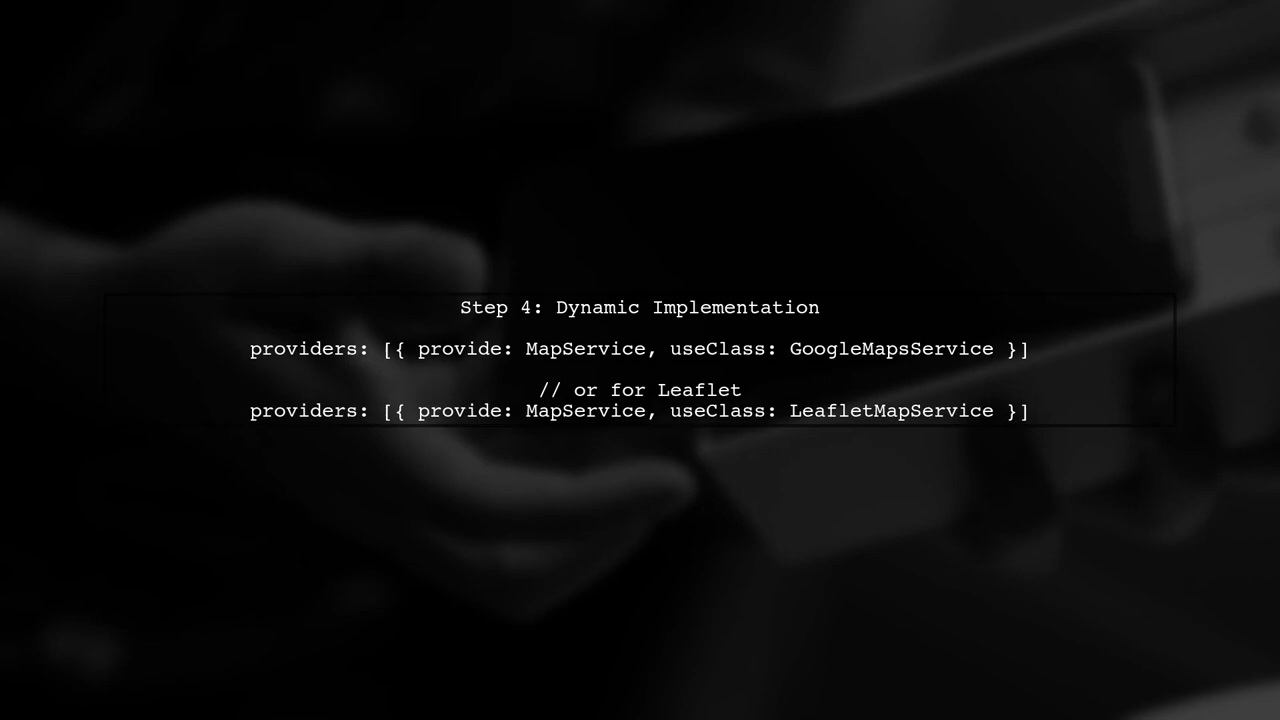 Step 4: Dynamic Implementation
providers: [{ provide: MapService, useClass: GoogleMapsService }]
// or for Leaflet
providers: [{ provide: MapService, useClass: LeafletMapService }]